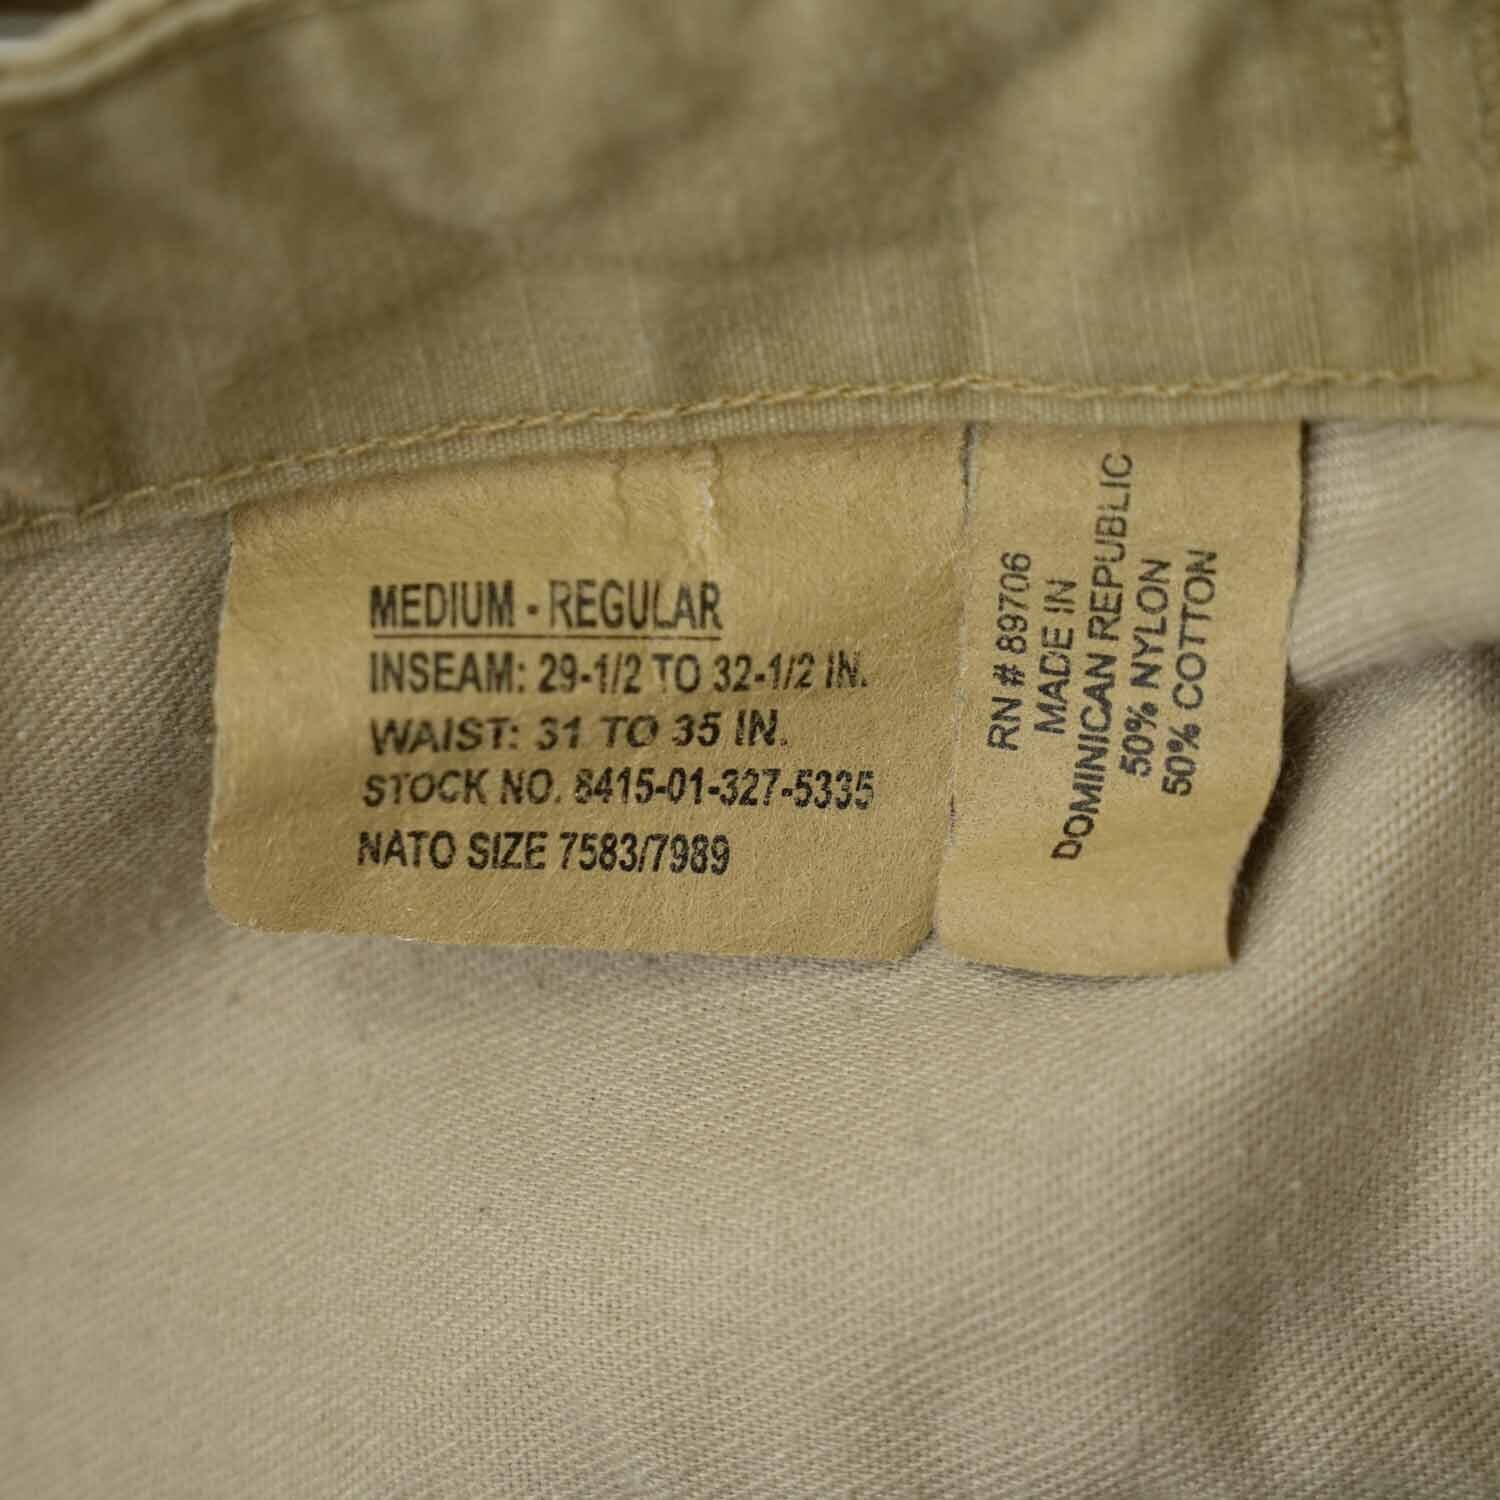 MEDIUM - REGULAR
INSEAM: 29-1/2 TO 32-1/2 IN.
WAIST: 31 TO 35 IN.
STOCK NO. 8415-01-327-5335
NATO SIZE 7583/7989
RN # 89706
MADE IN
DOMINICAN REPUBLIC
50% NYLON
50% COTTON